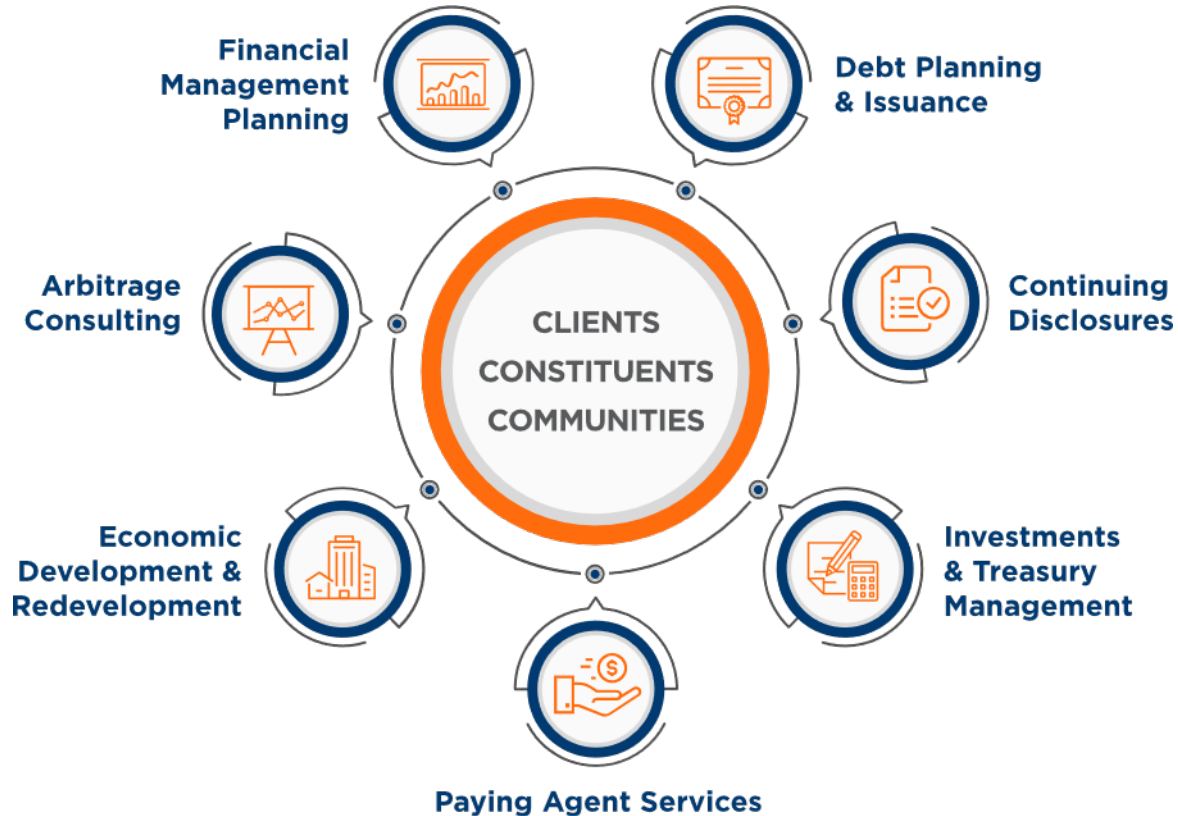 Financial
Management
Planning
Debt Planning
& Issuance
Arbitrage
Consulting
CLIENTS
CONSTITUENTS
COMMUNITIES
Continuing
Disclosures
Economic
Development &
Redevelopment
$
Investments
& Treasury
Management
Paying Agent Services